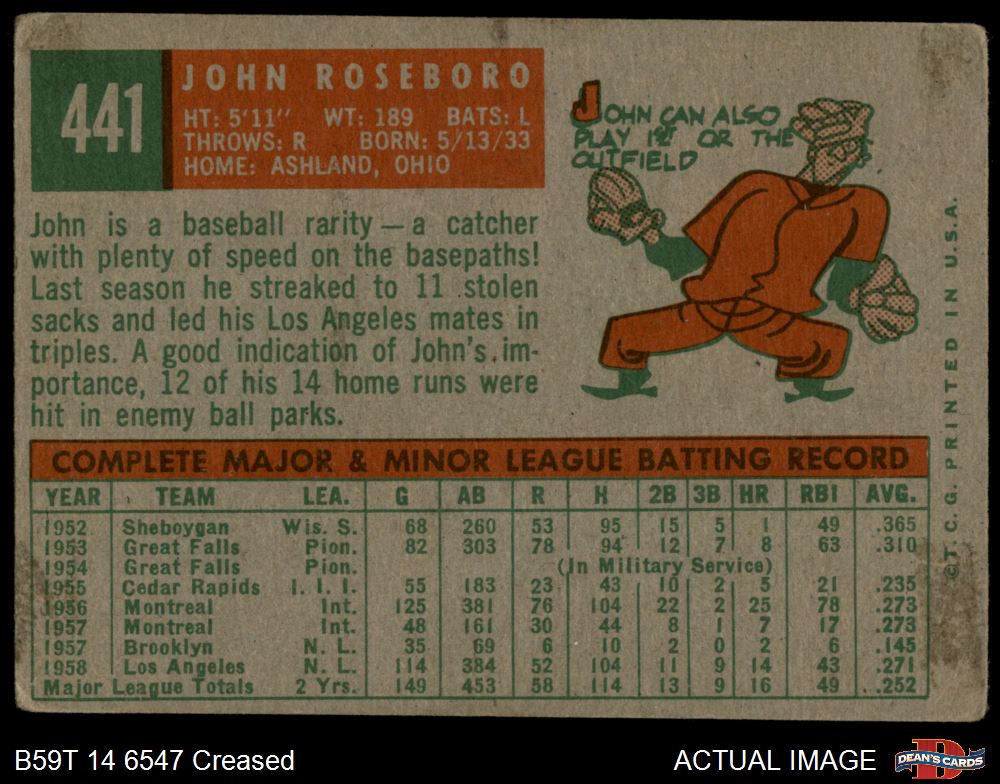 441
JOHN ROSEBORO
HT: 5'11" WT: 189 BATS: L
THROWS: R BORN: 5/13/33
HOME: ASHLAND, OHIO
JOHN CAN ALSO
PLAY 1ST OR THE
OUTFIELD
John is a baseball rarity — a catcher
with plenty of speed on the basepaths!
Last season he streaked to 11 stolen
sacks and led his Los Angeles mates in
triples. A good indication of John's im-
portance, 12 of his 14 home runs were
hit in enemy ball parks.
COMPLETE MAJOR & MINOR LEAGUE BATTING RECORD
YEAR TEAM LEA. G AB R H 2B 3B HR RBI AVG.
1952 Sheboygan Wis. S. 68 260 53 95 15 5 1 49 .365
1953 Great Falls Pion. 82 303 78 94 12 7 8 63 .310
1954 Great Falls Pion. (In Military Service)
1955 Cedar Rapids I. I. I. 55 183 23 43 10 2 5 21 .235
1956 Montreal Int. 125 381 76 104 22 2 25 78 .273
1957 Montreal Int. 48 161 30 44 8 1 7 17 .273
1957 Brooklyn N. L. 35 69 6 10 2 0 2 6 .145
1958 Los Angeles N. L. 114 384 52 104 11 9 14 43 .271
Major League Totals 2 Yrs. 149 453 58 114 13 9 16 49 .252
©T. C. G. PRINTED IN U.S.A.
B59T 14 6547 Creased
ACTUAL IMAGE
D
DEAN'S CARDS